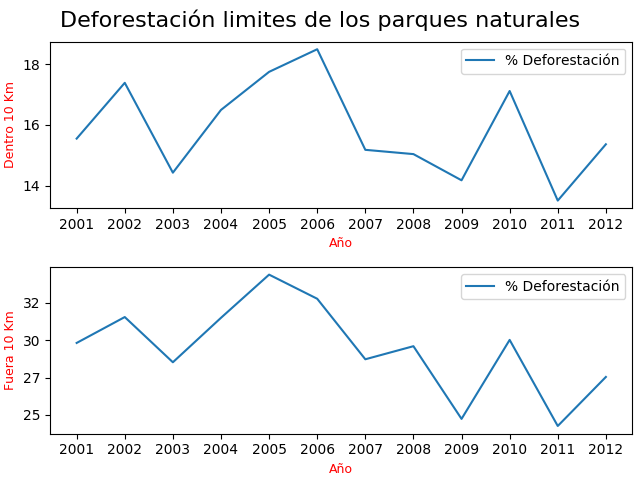 Deforestación limites de los parques naturales
% Deforestación
18
16
14
Dentro 10 Km
2001 2002 2003 2004 2005 2006 2007 2008 2009 2010 2011 2012
Año
% Deforestación
32
30
27
25
Fuera 10 Km
2001 2002 2003 2004 2005 2006 2007 2008 2009 2010 2011 2012
Año